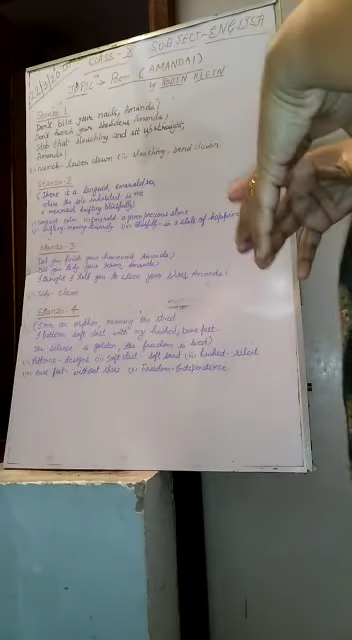 22/9/20 CLASS-X SUBJECT-ENGLISH
TOPIC → Poem (AMANDA!)
by ROBIN KLEIN
Stanza-1
Don't bite your nails, Amanda!
Don't hunch your shoulders, Amanda!
Stop that slouching and sit up straight,
Amanda!
(i) hunch- lower down (ii) slouching- bend down.
Stanza-2
(There is a languid, emerald sea,
where the sole inhabitant is me
a mermaid, drifting blissfully)
(i) languid- calm (ii) emerald- a green precious stone
drifting- moving (iv) blissfully- in a state of happiness
Stanza-3
Did you finish your homework, Amanda?
Did you tidy your room, Amanda?
I thought I told you to clean your shoes, Amanda!
(i) tidy- clean
Stanza-4
(I am an orphan, roaming the street
I pattern soft dust with my hushed, bare feet.
The silence is golden, the freedom is sweet)
(i) Patterns- designs (ii) soft dust- soft sand (iii) hushed- silent
(iv) bare feet- without shoes (v) Freedom- Independence.